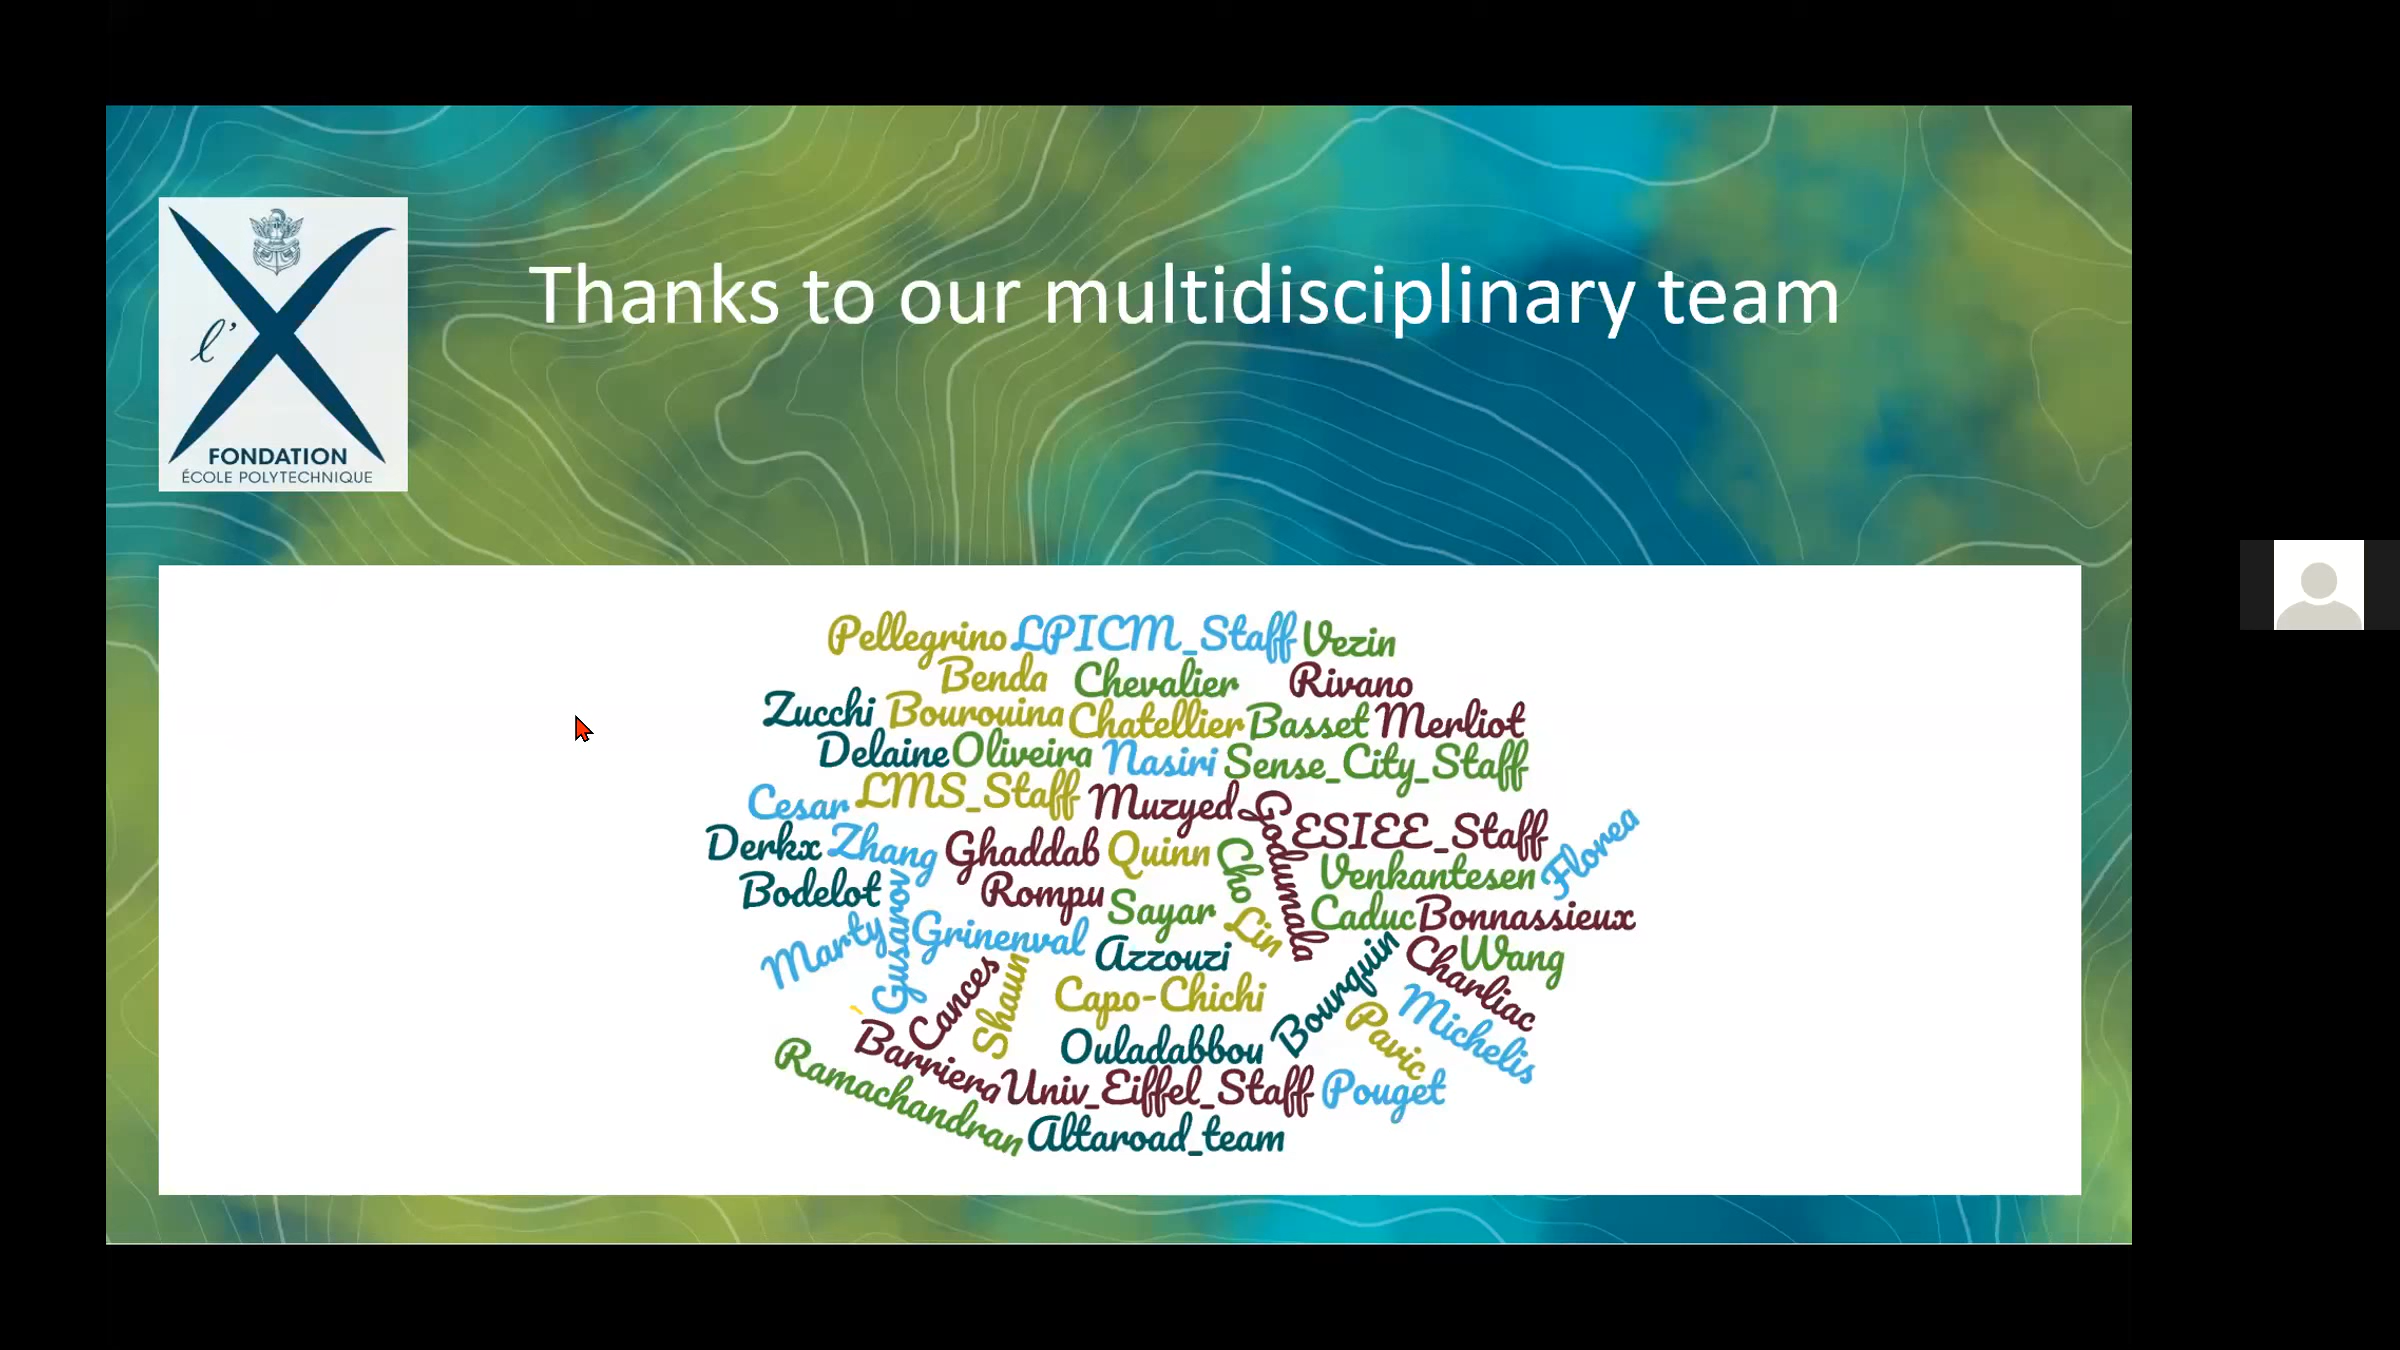 l'X
FONDATION
ÉCOLE POLYTECHNIQUE
Thanks to our multidisciplinary team
Pellegrino LPICM_Staff Vezin
Benda Chevalier Rivano
Zucchi Bourouina Chatellier Basset Merliot
Delaine Oliveira Nasiri Sense_City_Staff
Cesar LMS_Staff Muzyed Godumala ESIEE_Staff Florea
Derkx Zhang Ghaddab Quinn Cho Venkantesen
Bodelot Gusarov Rompu Sayar Lin Caduc Bonnassieux
Marty Grinenval Azzouzi Bourquin Charliac Wang
Cances Shaun Capo-Chichi Pavic Michelis
Barriera Ouladabbou
Ramachandran Univ_Eiffel_Staff Pouget
Altaroad_team